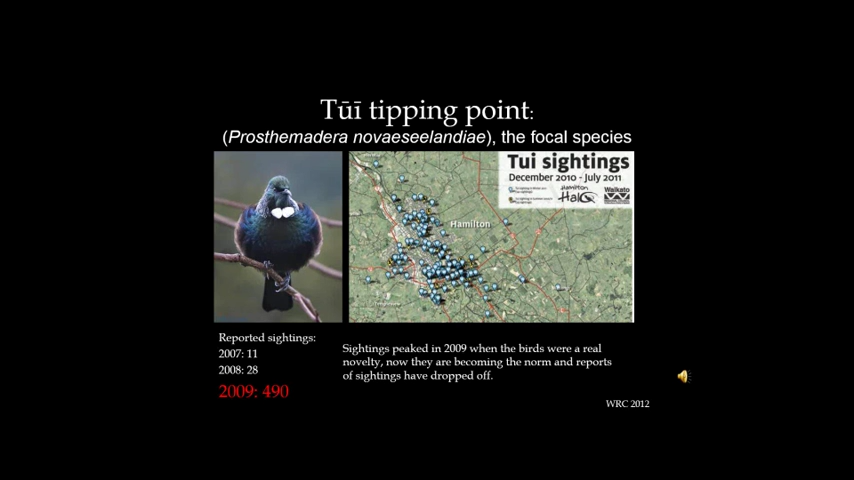 Tūī tipping point:
(Prosthemadera novaeseelandiae), the focal species
Tui sightings
December 2010 - July 2011
Hamilton
Halo
Waikato
Hamilton
Reported sightings:
2007: 11
2008: 28
2009: 490
Sightings peaked in 2009 when the birds were a real
novelty, now they are becoming the norm and reports
of sightings have dropped off.
WRC 2012